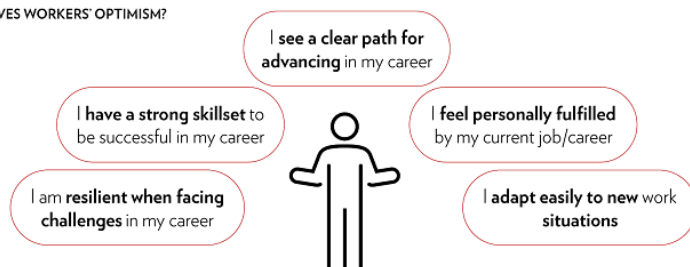 VES WORKERS' OPTIMISM?
I see a clear path for
advancing in my career
I have a strong skillset to
be successful in my career
I feel personally fulfilled
by my current job/career
I am resilient when facing
challenges in my career
I adapt easily to new work
situations